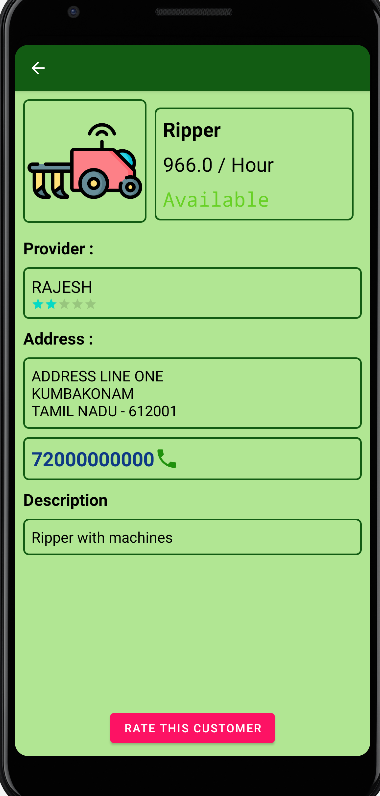 Ripper
966.0 / Hour
Available
Provider :
RAJESH
Address :
ADDRESS LINE ONE
KUMBAKONAM
TAMIL NADU - 612001
72000000000
Description
Ripper with machines
RATE THIS CUSTOMER